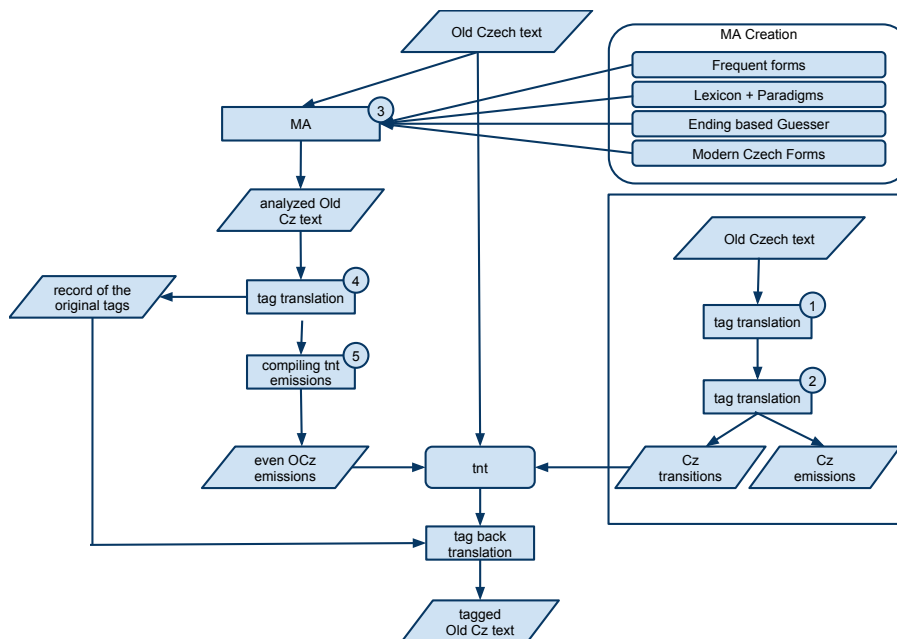 Old Czech text
MA Creation
Frequent forms
Lexicon + Paradigms
Ending based Guesser
Modern Czech Forms
3
MA
analyzed Old
Cz text
Old Czech text
4
tag translation
record of the
original tags
1
tag translation
5
compiling tnt
emissions
2
tag translation
even OCz
emissions
tnt
Cz
transitions
Cz
emissions
tag back
translation
tagged
Old Cz text